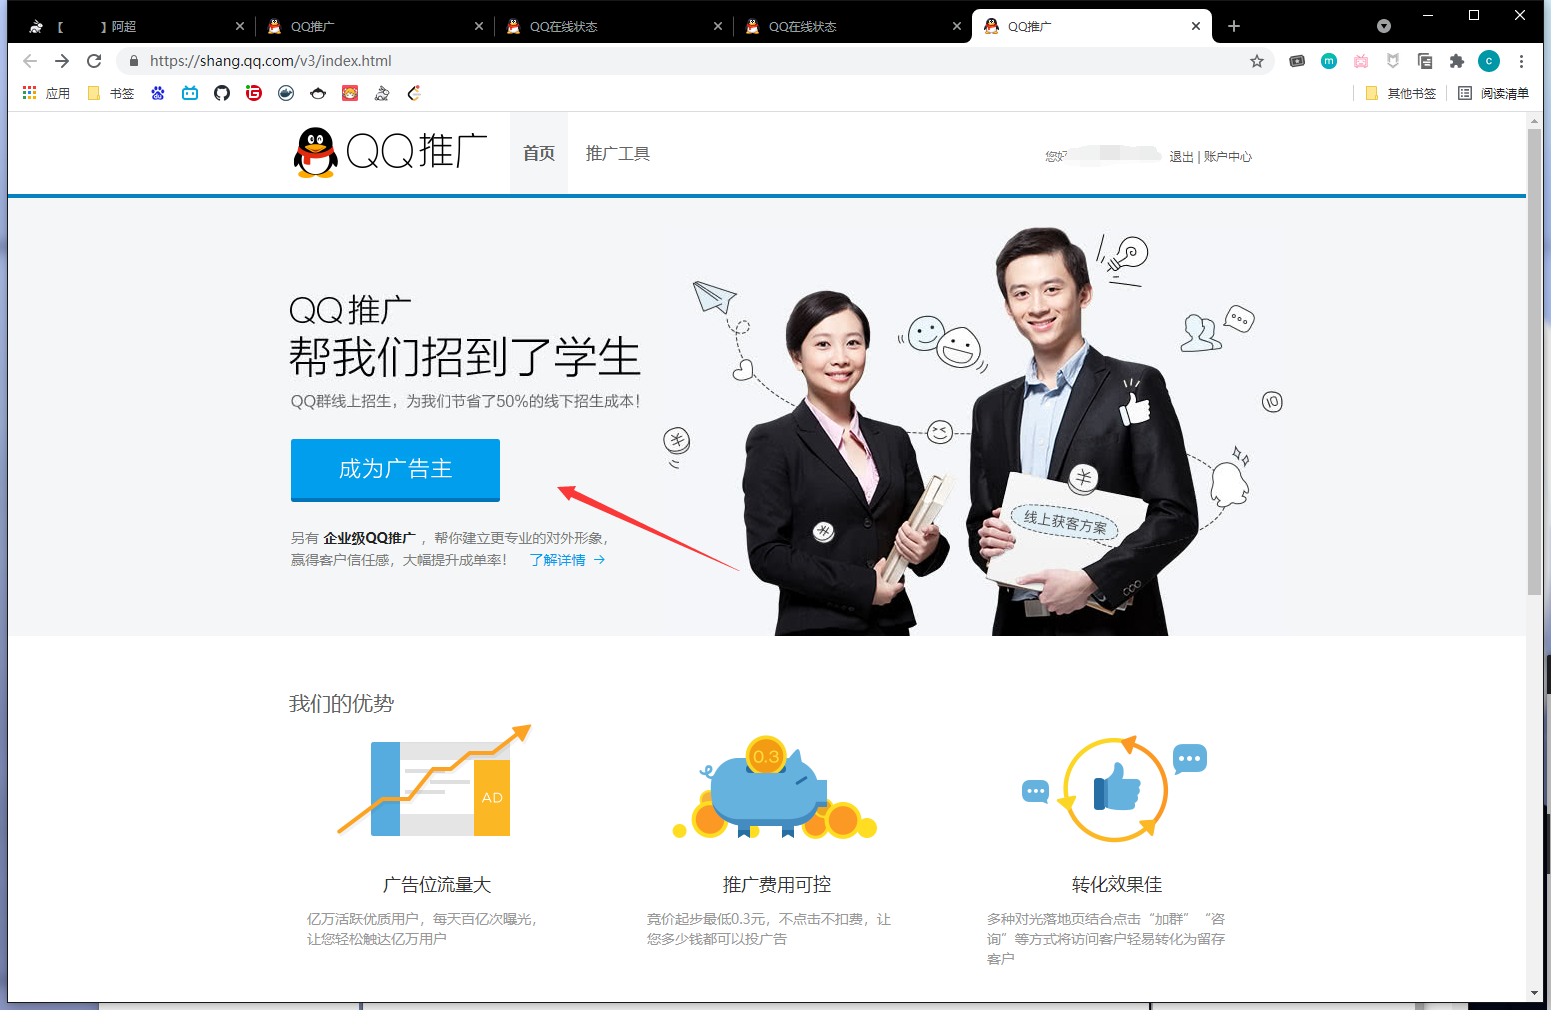 【 】阿超
QQ推广
QQ在线状态
QQ在线状态
QQ推广
https://shang.qq.com/v3/index.html
m
c
应用
书签
其他书签
阅读清单
QQ推广
首页
推广工具
您好
退出 | 账户中心
QQ推广
帮我们招到了学生
QQ群线上招生，为我们节省了50%的线下招生成本！
成为广告主
另有 企业级QQ推广 ，帮你建立更专业的对外形象，
赢得客户信任感，大幅提升成单率！ 了解详情 →
线上获客方案
10
我们的优势
AD
0.3
广告位流量大
亿万活跃优质用户，每天百亿次曝光，
让您轻松触达亿万用户
推广费用可控
竞价起步最低0.3元，不点击不扣费，让
您多少钱都可以投广告
转化效果佳
多种对光落地页结合点击“加群”“咨
询”等方式将访问客户轻易转化为留存
客户